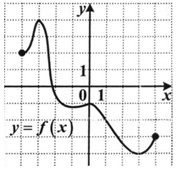 y
1
0 1 x
y = f(x)